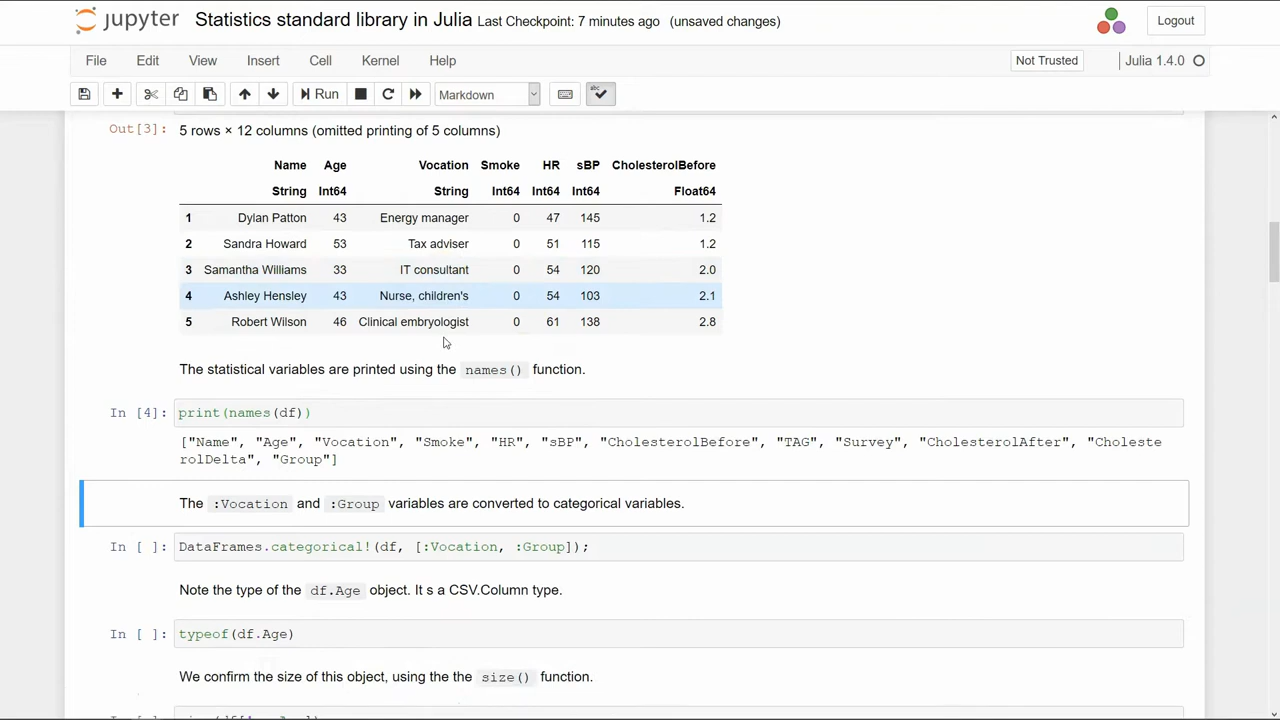 jupyter Statistics standard library in Julia Last Checkpoint: 7 minutes ago (unsaved changes) Logout
File Edit View Insert Cell Kernel Help Not Trusted Julia 1.4.0
Run Markdown
Out[3]: 5 rows × 12 columns (omitted printing of 5 columns)
Name Age Vocation Smoke HR sBP CholesterolBefore
String Int64 String Int64 Int64 Int64 Float64
1 Dylan Patton 43 Energy manager 0 47 145 1.2
2 Sandra Howard 53 Tax adviser 0 51 115 1.2
3 Samantha Williams 33 IT consultant 0 54 120 2.0
4 Ashley Hensley 43 Nurse, children's 0 54 103 2.1
5 Robert Wilson 46 Clinical embryologist 0 61 138 2.8
The statistical variables are printed using the names() function.
In [4]: print(names(df))
["Name", "Age", "Vocation", "Smoke", "HR", "sBP", "CholesterolBefore", "TAG", "Survey", "CholesterolAfter", "Choleste
rolDelta", "Group"]
The :Vocation and :Group variables are converted to categorical variables.
In [ ]: DataFrames.categorical!(df, [:Vocation, :Group]);
Note the type of the df.Age object. It s a CSV.Column type.
In [ ]: typeof(df.Age)
We confirm the size of this object, using the the size() function.